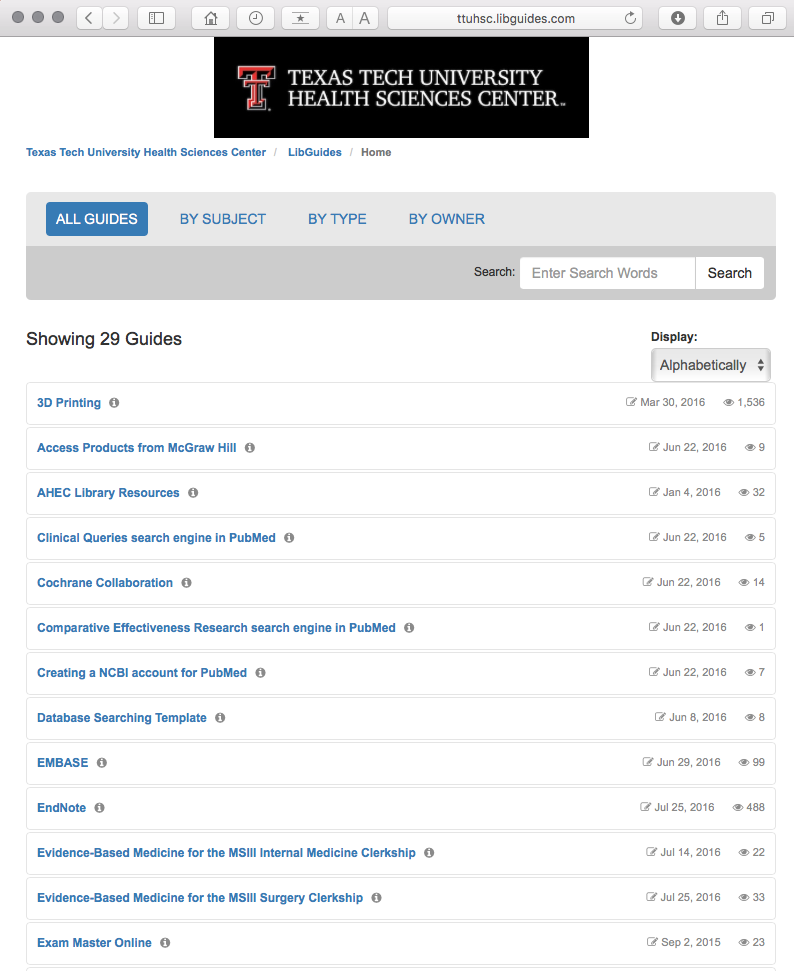 A A
ttuhsc.libguides.com
TEXAS TECH UNIVERSITY
HEALTH SCIENCES CENTER™
Texas Tech University Health Sciences Center / LibGuides / Home
ALL GUIDES BY SUBJECT BY TYPE BY OWNER
Search: Enter Search Words Search
Showing 29 Guides
Display:
Alphabetically
3D Printing Mar 30, 2016 1,536
Access Products from McGraw Hill Jun 22, 2016 9
AHEC Library Resources Jan 4, 2016 32
Clinical Queries search engine in PubMed Jun 22, 2016 5
Cochrane Collaboration Jun 22, 2016 14
Comparative Effectiveness Research search engine in PubMed Jun 22, 2016 1
Creating a NCBI account for PubMed Jun 22, 2016 7
Database Searching Template Jun 8, 2016 8
EMBASE Jun 29, 2016 99
EndNote Jul 25, 2016 488
Evidence-Based Medicine for the MSIII Internal Medicine Clerkship Jul 14, 2016 22
Evidence-Based Medicine for the MSIII Surgery Clerkship Jul 25, 2016 33
Exam Master Online Sep 2, 2015 23